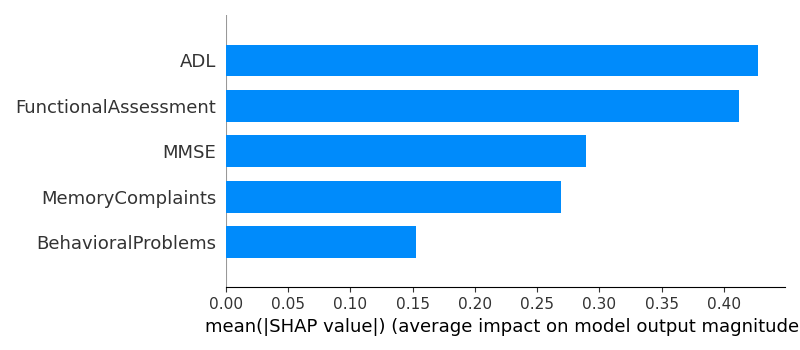 ADL
FunctionalAssessment
MMSE
MemoryComplaints
BehavioralProblems
0.00 0.05 0.10 0.15 0.20 0.25 0.30 0.35 0.40
mean(|SHAP value|) (average impact on model output magnitude